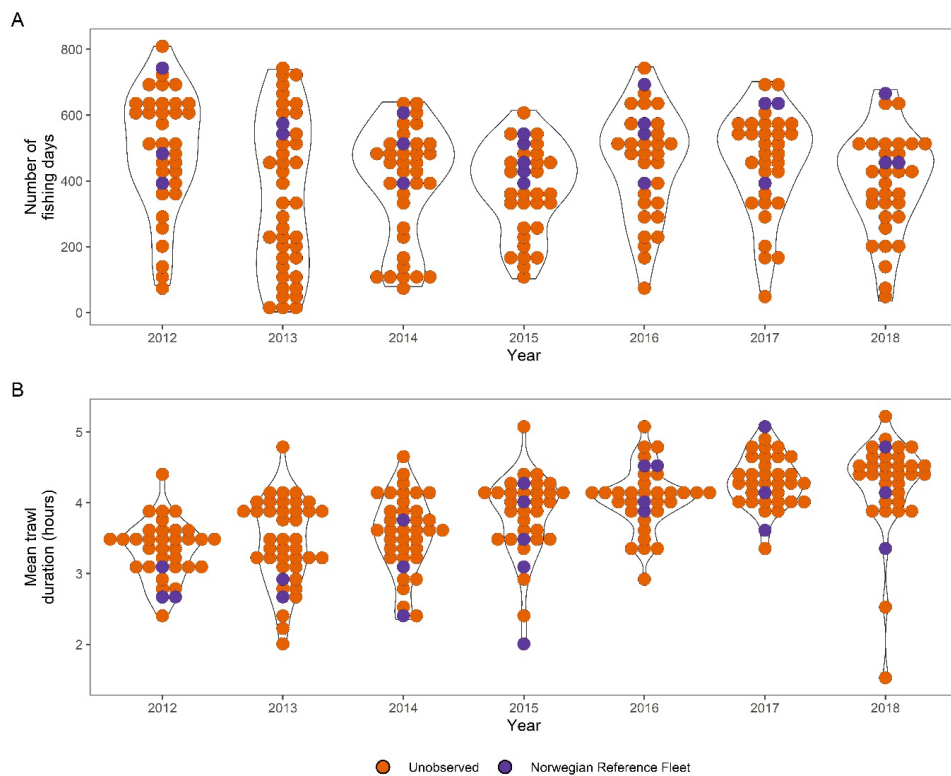 A
Number of
fishing days
800
600
400
200
0
2012 2013 2014 2015 2016 2017 2018
Year
B
Mean trawl
duration (hours)
5
4
3
2
2012 2013 2014 2015 2016 2017 2018
Year
Unobserved Norwegian Reference Fleet